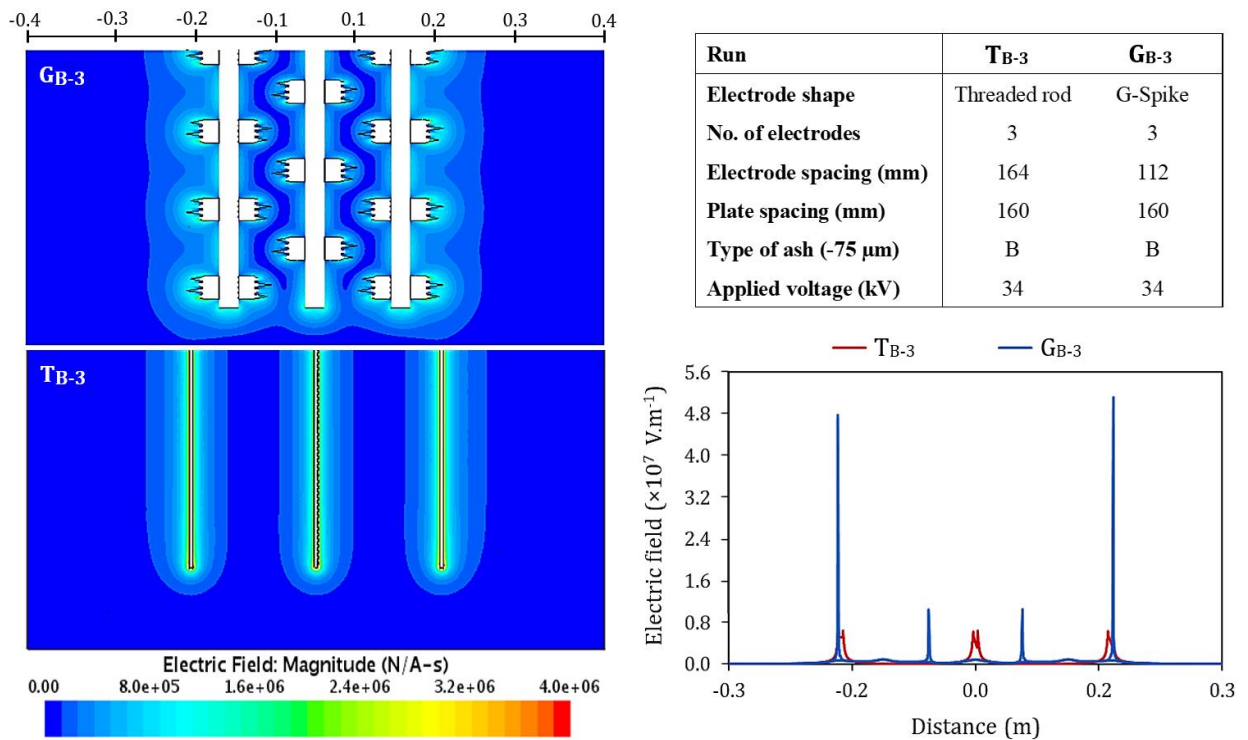 -0.4 -0.3 -0.2 -0.1 0.1 0.2 0.3 0.4
GB-3
TB-3
Electric Field: Magnitude (N/A-s)
0.00 8.0e+05 1.6e+06 2.4e+06 3.2e+06 4.0e+06
Run TB-3 GB-3
Electrode shape Threaded rod G-Spike
No. of electrodes 3 3
Electrode spacing (mm) 164 112
Plate spacing (mm) 160 160
Type of ash (-75 µm) B B
Applied voltage (kV) 34 34
TB-3 GB-3
Electric field (×10⁷ V.m⁻¹)
5.6
4.8
4.0
3.2
2.4
1.6
0.8
0.0
-0.3 -0.2 0.0 0.2 0.3
Distance (m)